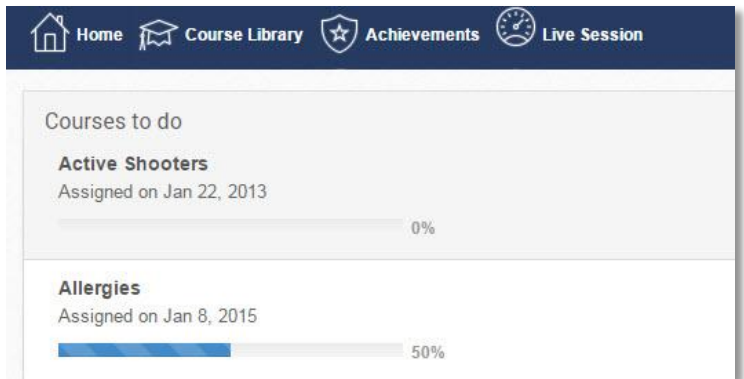 Home Course Library Achievements Live Session
Courses to do
Active Shooters
Assigned on Jan 22, 2013
0%
Allergies
Assigned on Jan 8, 2015
50%